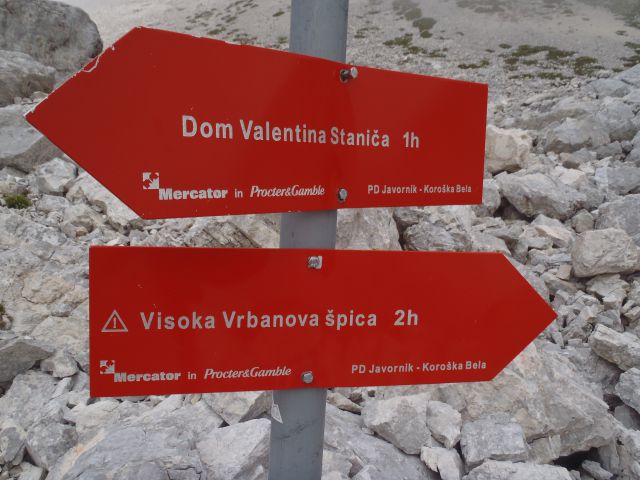 Dom Valentina Staniča 1h
Mercator in Procter&Gamble PD Javornik - Koroška Bela
Visoka Vrbanova špica 2h
Mercator in Procter&Gamble PD Javornik - Koroška Bela